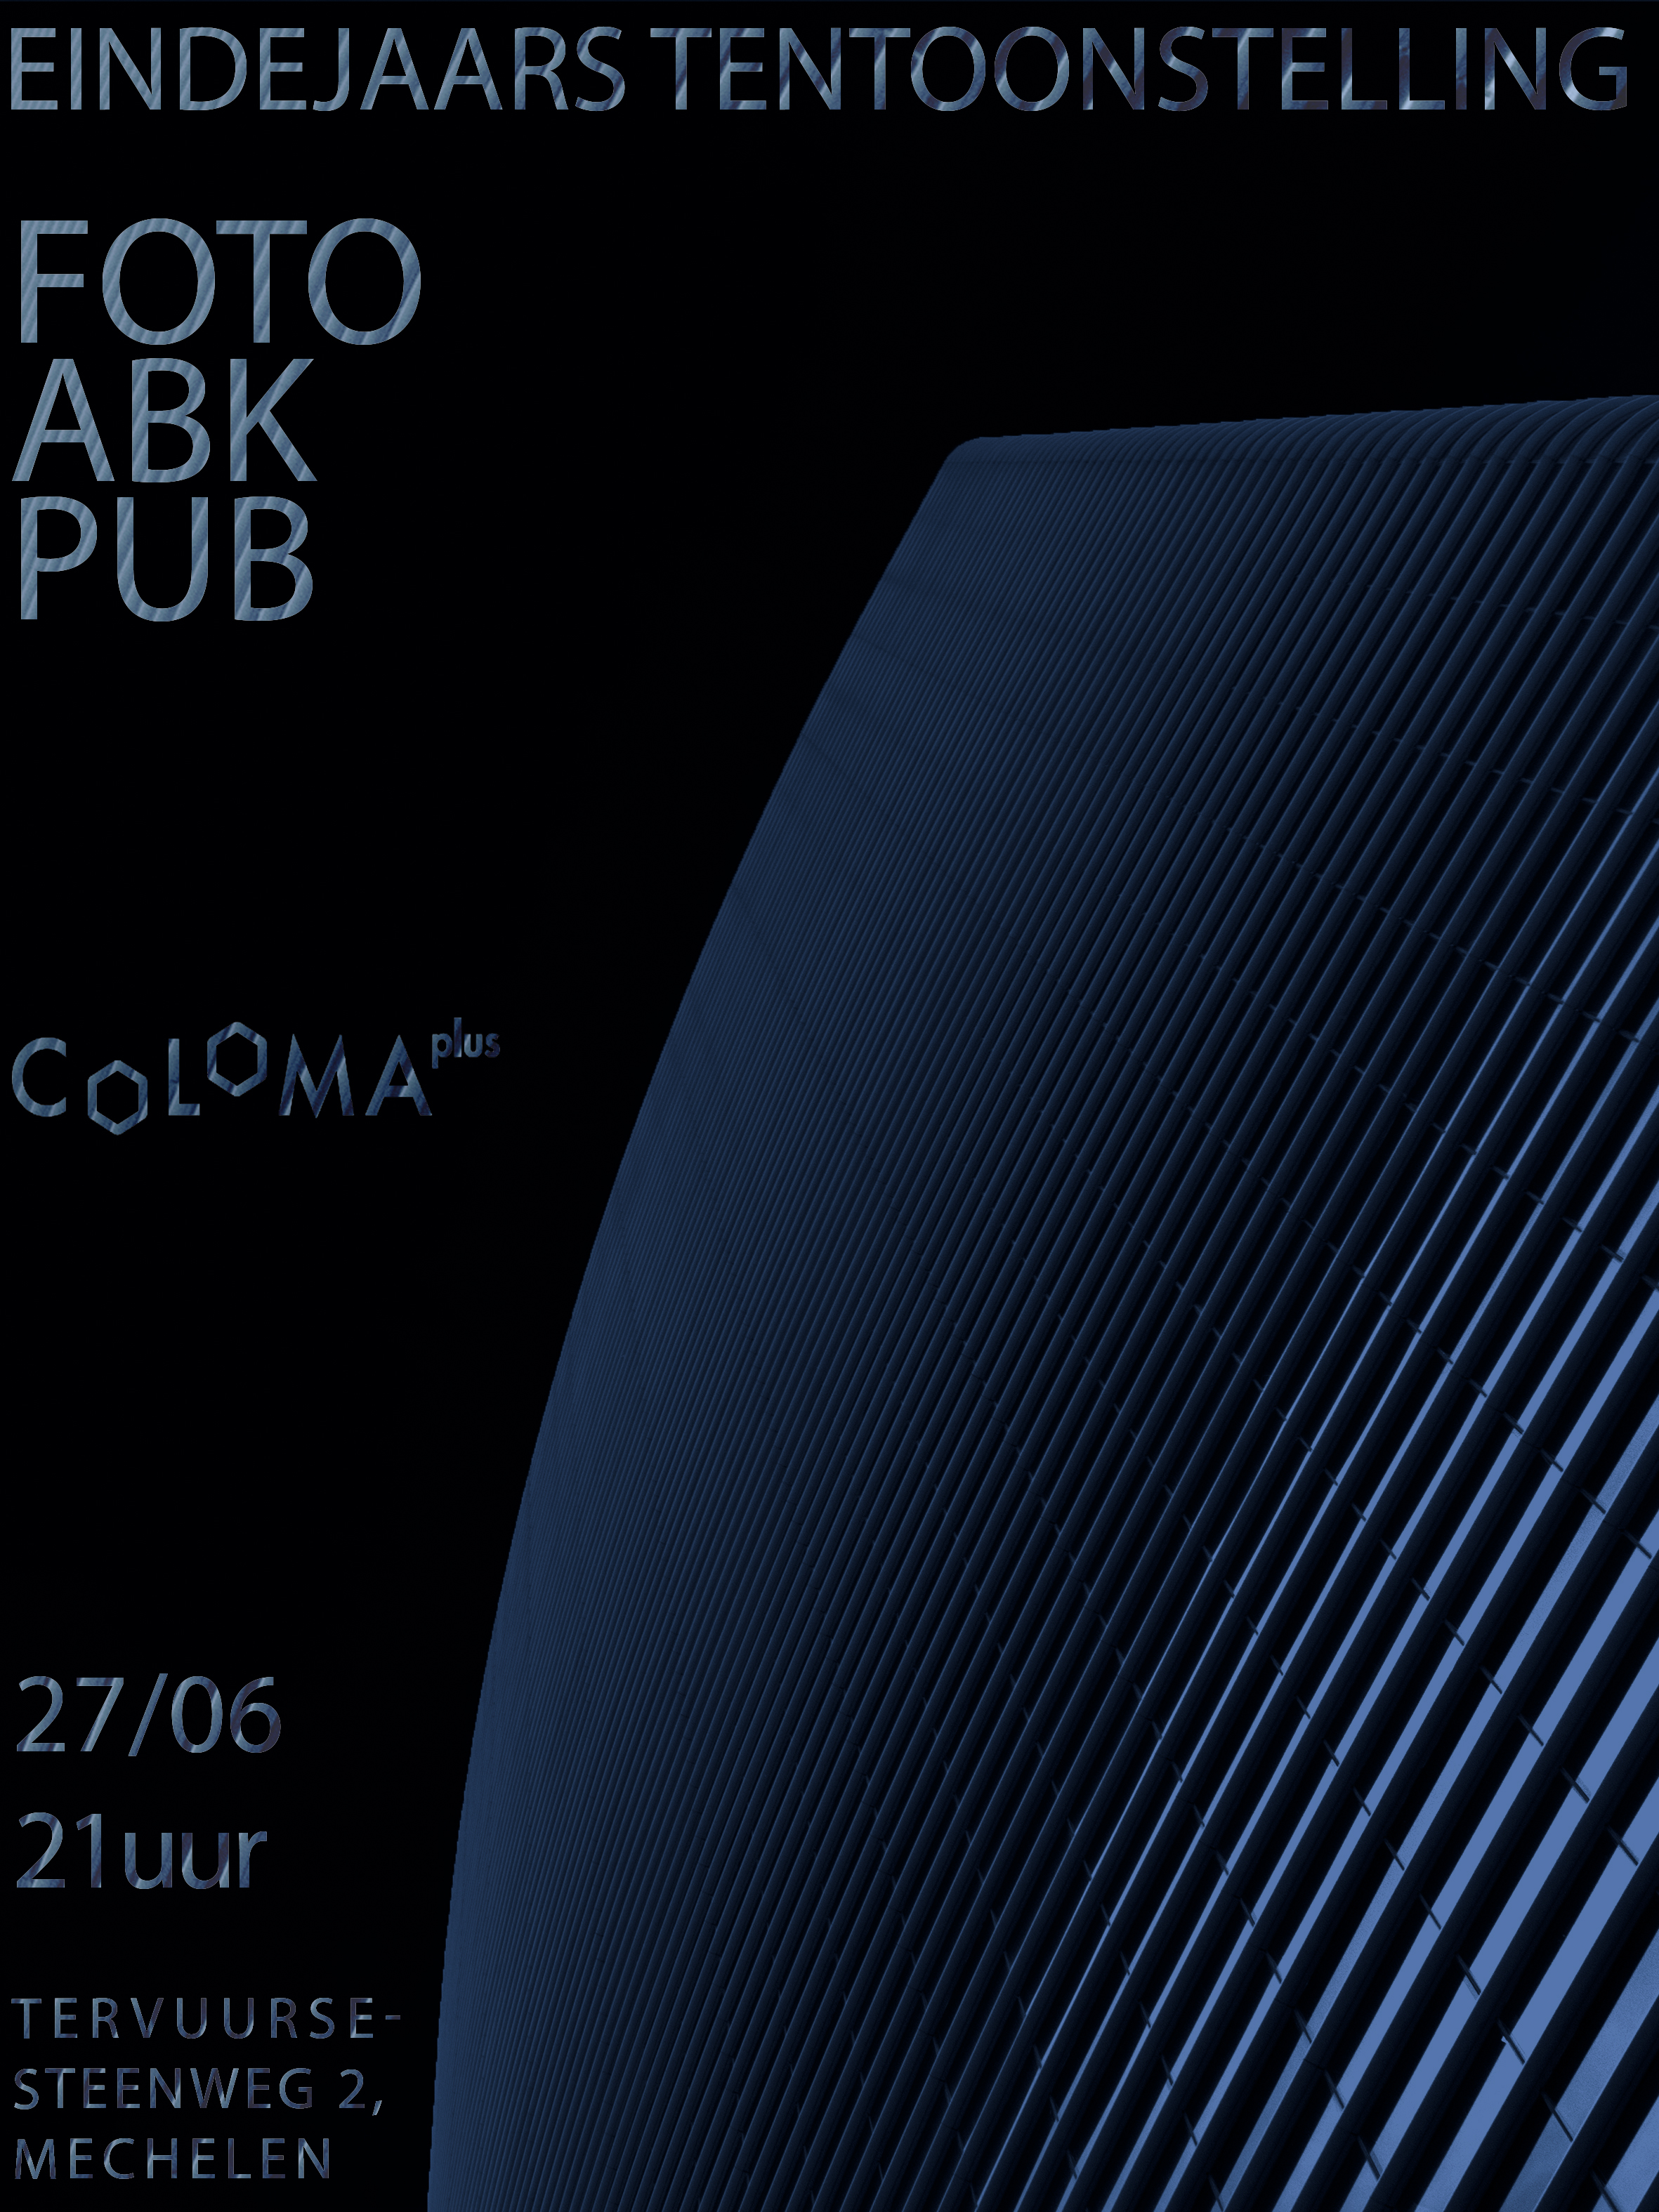 EINDEJAARS TENTOONSTELLING
FOTO
ABK
PUB
COLOMA plus
27/06
21uur
TERVUURSE-
STEENWEG 2,
MECHELEN